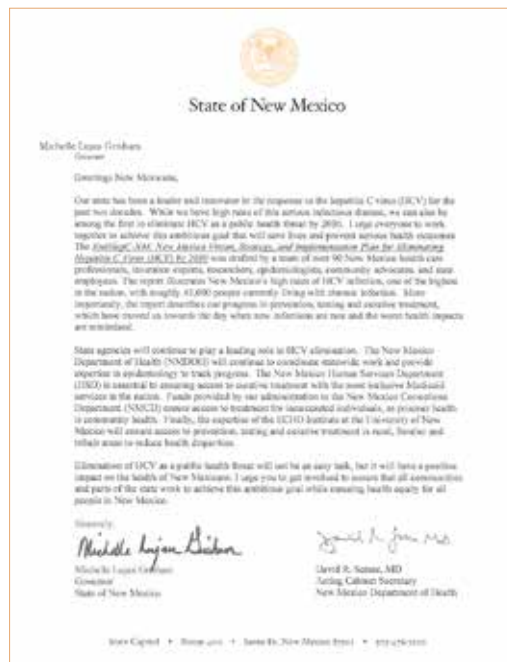 State of New Mexico
Michelle Lujan Grisham
Governor
Greetings New Mexicans,
Our state has been a leader and innovator in the response to the hepatitis C virus (HCV) for the
past two decades. While we have high rates of this serious infectious disease, we can also be
among the first to eliminate HCV as a public health threat by 2030. I urge everyone to work
together to achieve this ambitious goal that will save lives and prevent serious health outcomes.
The EndHepC-NM: New Mexico Vision, Strategy, and Implementation Plan for Eliminating
Hepatitis C Virus (HCV) by 2030 was drafted by a team of over 90 New Mexico health care
professionals, insurance experts, researchers, epidemiologists, community advocates, and state
employees. The report illustrates New Mexico's high rates of HCV infection, one of the highest
in the nation, with roughly people currently living with chronic infection. More
importantly, the report describes our progress in prevention, testing and curative treatment,
which have moved us towards the day when new infections are rare and the worst health impacts
are minimized.
State agencies will continue to play a leading role in HCV elimination. The New Mexico
Department of Health (NMDOH) will continue to coordinate statewide work and provide
expertise in epidemiology to track progress. The New Mexico Human Services Department
(HSD) is essential to ensuring access to curative treatment with the most inclusive Medicaid
services in the nation. Funds provided by our administration to the New Mexico Corrections
Department (NMCD) ensure access to treatment for incarcerated individuals, as prisoner health
is community health. Finally, the expertise of the ECHO Institute at the University of New
Mexico will ensure access to prevention, testing and curative treatment in rural, frontier and
tribal areas to reduce health disparities.
Elimination of HCV as a public health threat will not be an easy task, but it will have a positive
impact on the health of New Mexicans. I urge you to get involved to ensure that all communities
and parts of the state work to achieve this ambitious goal while ensuring health equity for all
people in New Mexico.
Sincerely,
Michelle Lujan Grisham
Michelle Lujan Grisham
Governor
State of New Mexico
David R. Scrase, MD
Acting Cabinet Secretary
New Mexico Department of Health
State Capitol • Room 400 • Santa Fe, New Mexico 87501 •